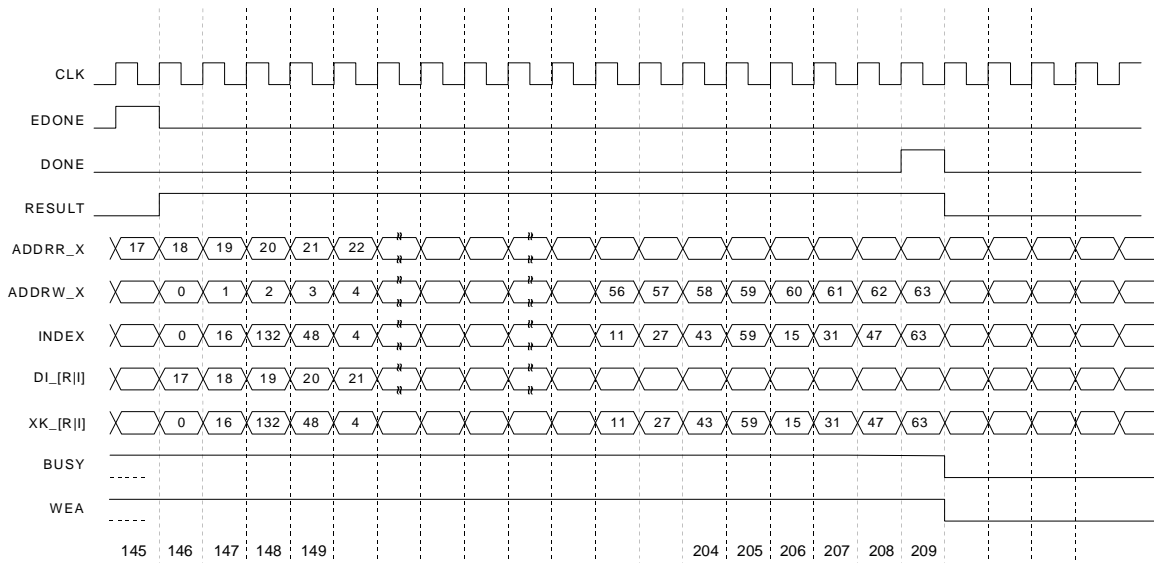 CLK
EDONE
DONE
RESULT
ADDRR_X 17 18 19 20 21 22
ADDRW_X 0 1 2 3 4 56 57 58 59 60 61 62 63
INDEX 0 16 132 48 4 11 27 43 59 15 31 47 63
DI_[R|I] 17 18 19 20 21
XK_[R|I] 0 16 132 48 4 11 27 43 59 15 31 47 63
BUSY
WEA
145 146 147 148 149 204 205 206 207 208 209